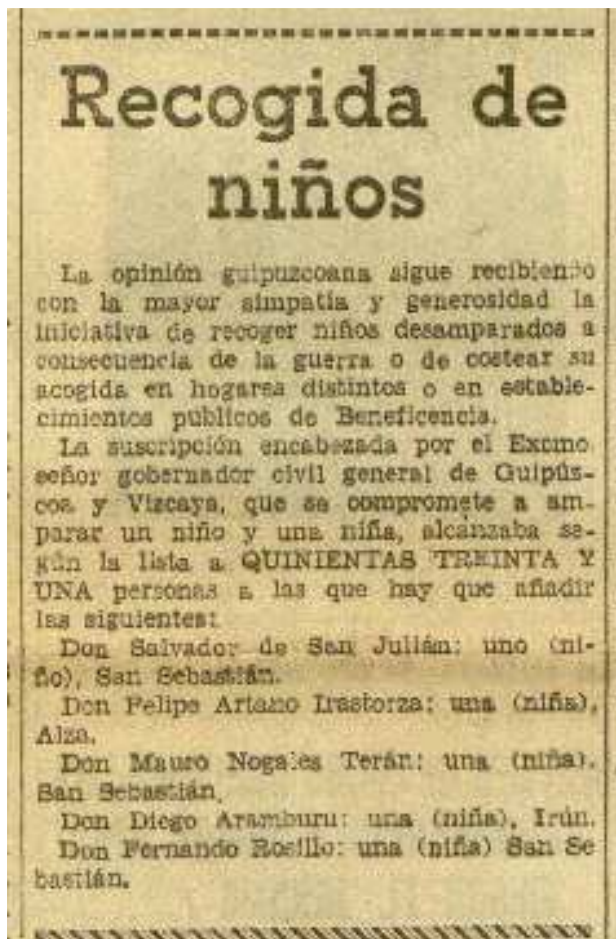 Recogida de
niños
La opinión guipuzcoana sigue recibiendo
con la mayor simpatía y generosidad la
iniciativa de recoger niños desamparados a
consecuencia de la guerra o de costear su
acogida en hogares distintos o en estable-
cimientos públicos de Beneficencia.
La suscripción encabezada por el Excmo
señor gobernador civil general de Guipúz-
coa y Vizcaya, que se compromete a am-
parar un niño y una niña, alcanzaba se-
gún la lista a QUINIENTAS TREINTA Y
UNA personas a las que hay que añadir
las siguientes:
Don Salvador de San Julián: uno (ni-
ño), San Sebastián.
Don Felipe Artano Irastorza: una (niña),
Alza.
Don Mauro Nogales Terán: una (niña).
San Sebastián.
Don Diego Aramburu: una (niña), Irún.
Don Fernando Rosillo: una (niña) San Se
bastián.